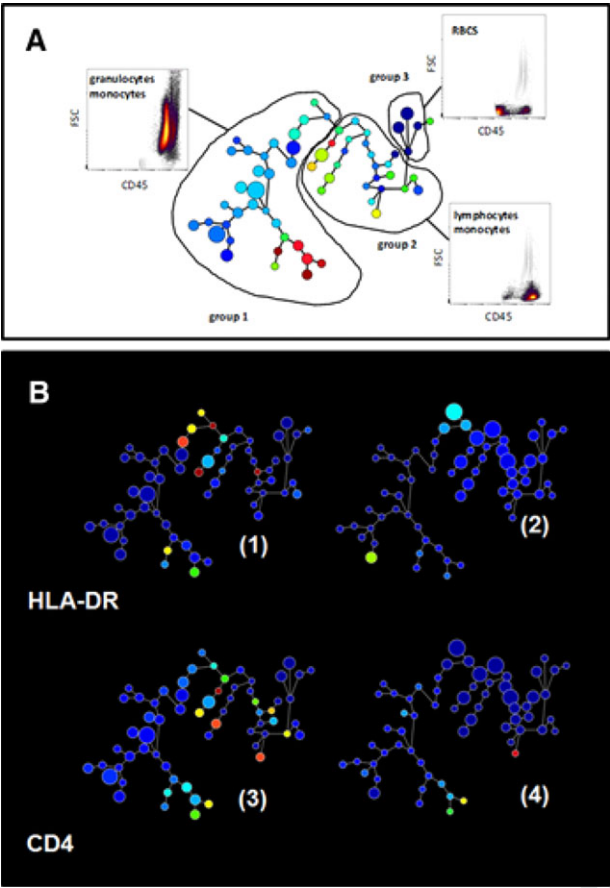 A
granulocytes
monocytes
FSC
CD45
group 1
group 2
group 3
RBCS
FSC
CD45
lymphocytes
monocytes
FSC
CD45
B
(1)
(2)
HLA-DR
(3)
(4)
CD4